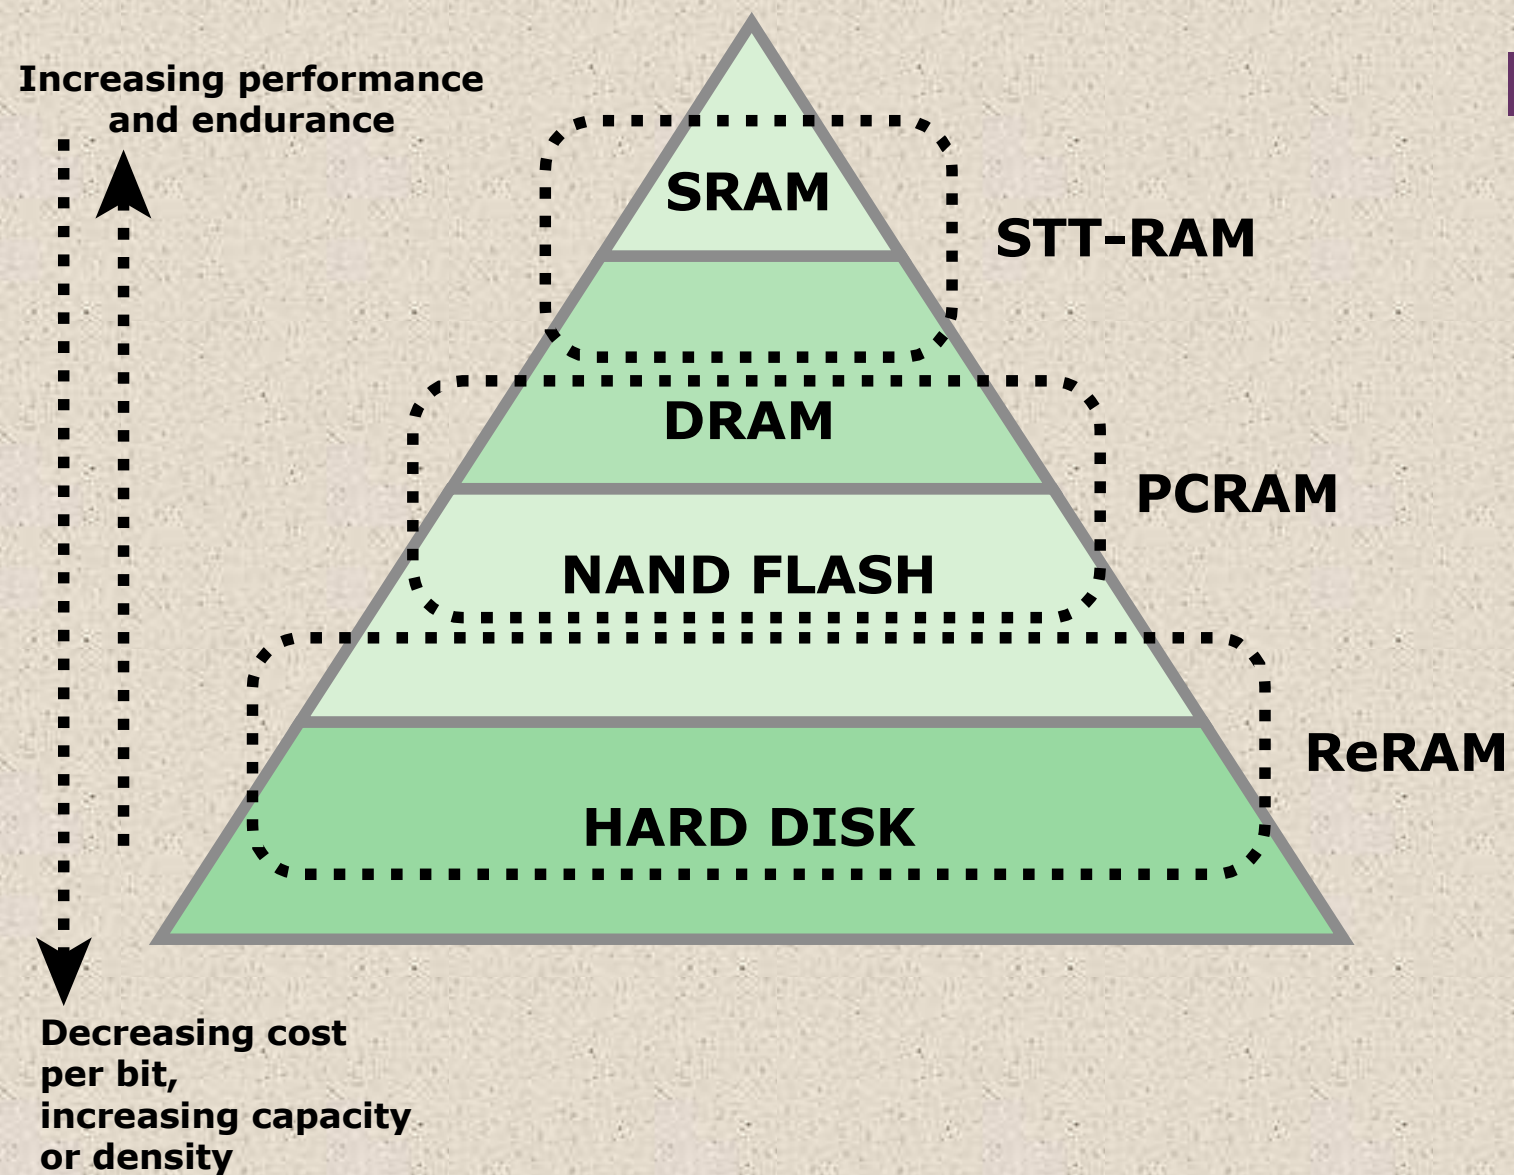 Increasing performance
and endurance
SRAM
STT-RAM
DRAM
PCRAM
NAND FLASH
ReRAM
HARD DISK
Decreasing cost
per bit,
increasing capacity
or density